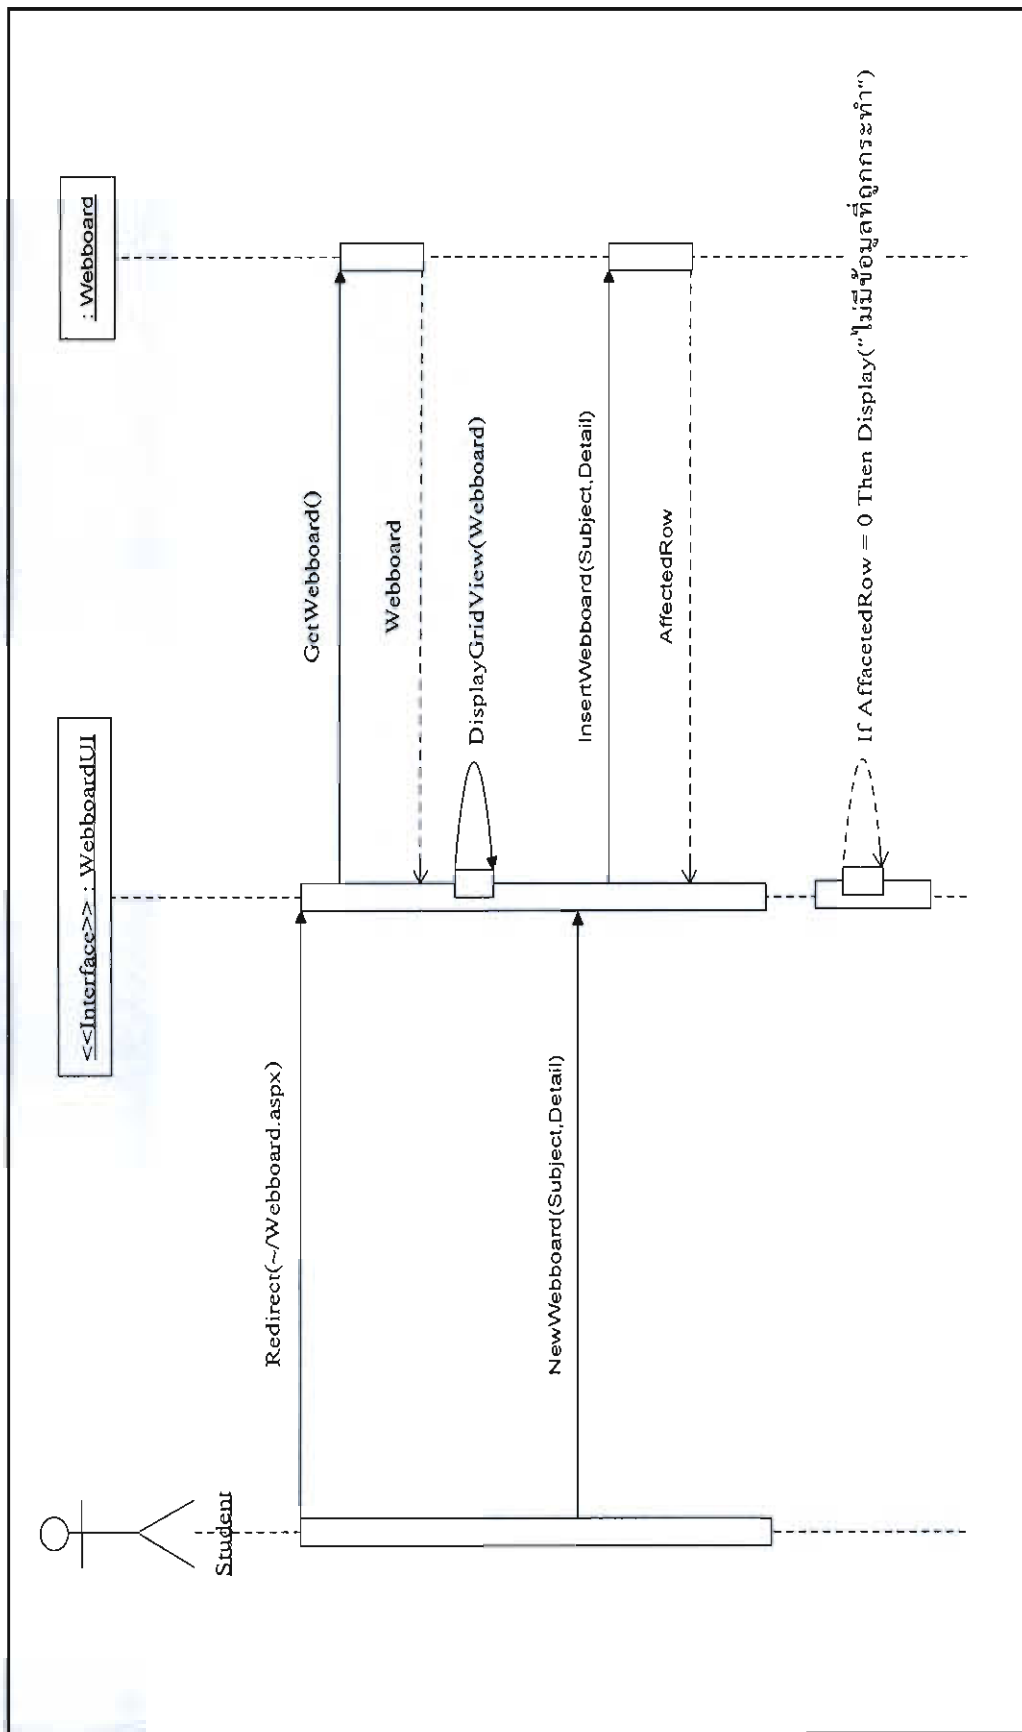 Student
<<Interface>> : WebboardUI
: Webboard
Redirect(~/Webboard.aspx)
GetWebboard()
Webboard
DisplayGridView(Webboard)
NewWebboard(Subject,Detail)
InsertWebboard(Subject,Detail)
AffectedRow
If AffacetedRow = 0 Then Display("ไม่มีข้อมูลที่ถูกกระทำ")